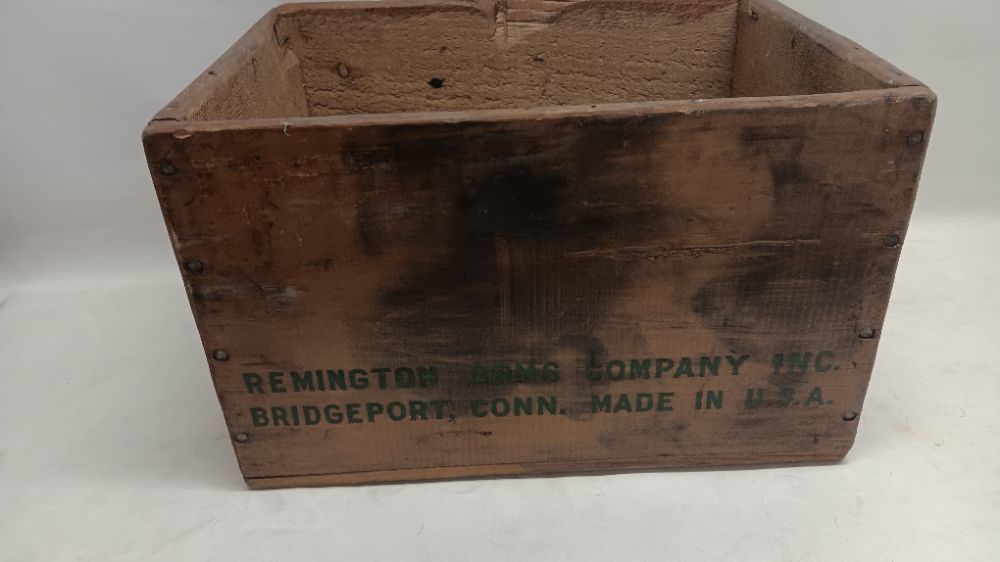 REMINGTON ARMS COMPANY INC.
BRIDGEPORT, CONN. MADE IN U.S.A.